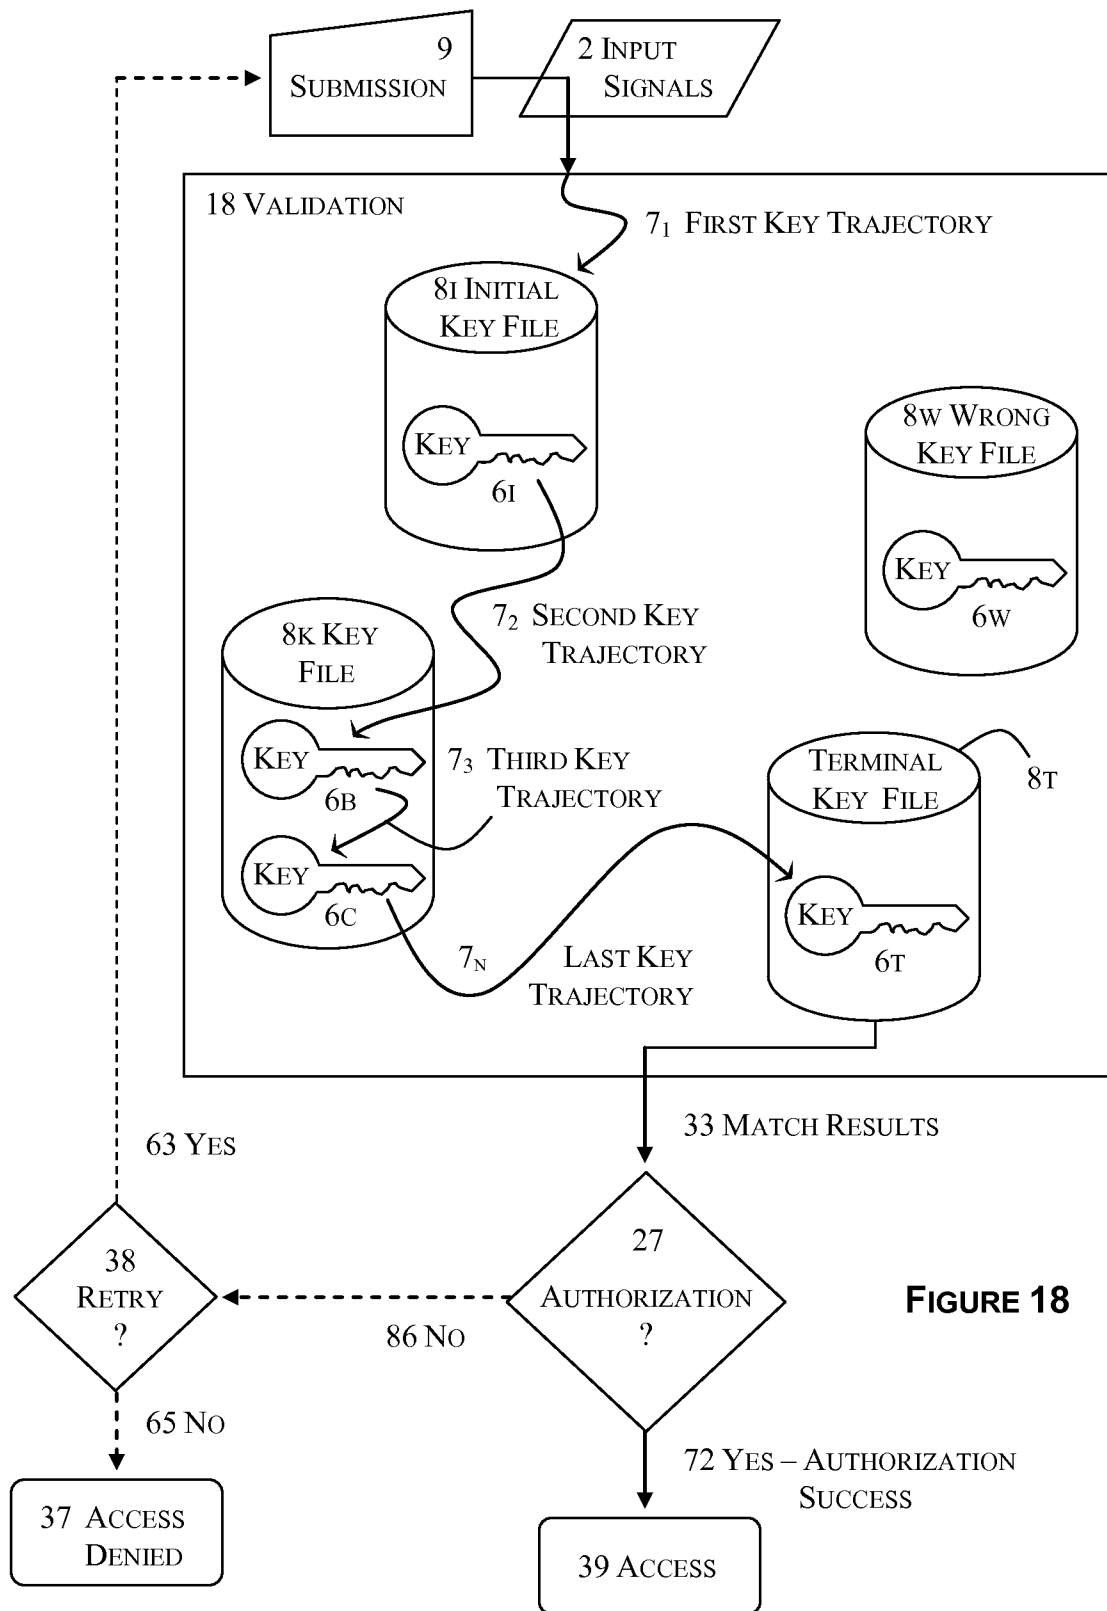 9
SUBMISSION
2 INPUT
SIGNALS
18 VALIDATION
7₁ FIRST KEY TRAJECTORY
8I INITIAL
KEY FILE
KEY
6I
8W WRONG
KEY FILE
KEY
6W
7₂ SECOND KEY
TRAJECTORY
8K KEY
FILE
KEY
6B
7₃ THIRD KEY
TRAJECTORY
KEY
6C
TERMINAL
KEY FILE
8T
KEY
6T
7N LAST KEY
TRAJECTORY
33 MATCH RESULTS
63 YES
38
RETRY
?
27
AUTHORIZATION
?
86 NO
FIGURE 18
65 NO
72 YES – AUTHORIZATION
SUCCESS
37 ACCESS
DENIED
39 ACCESS